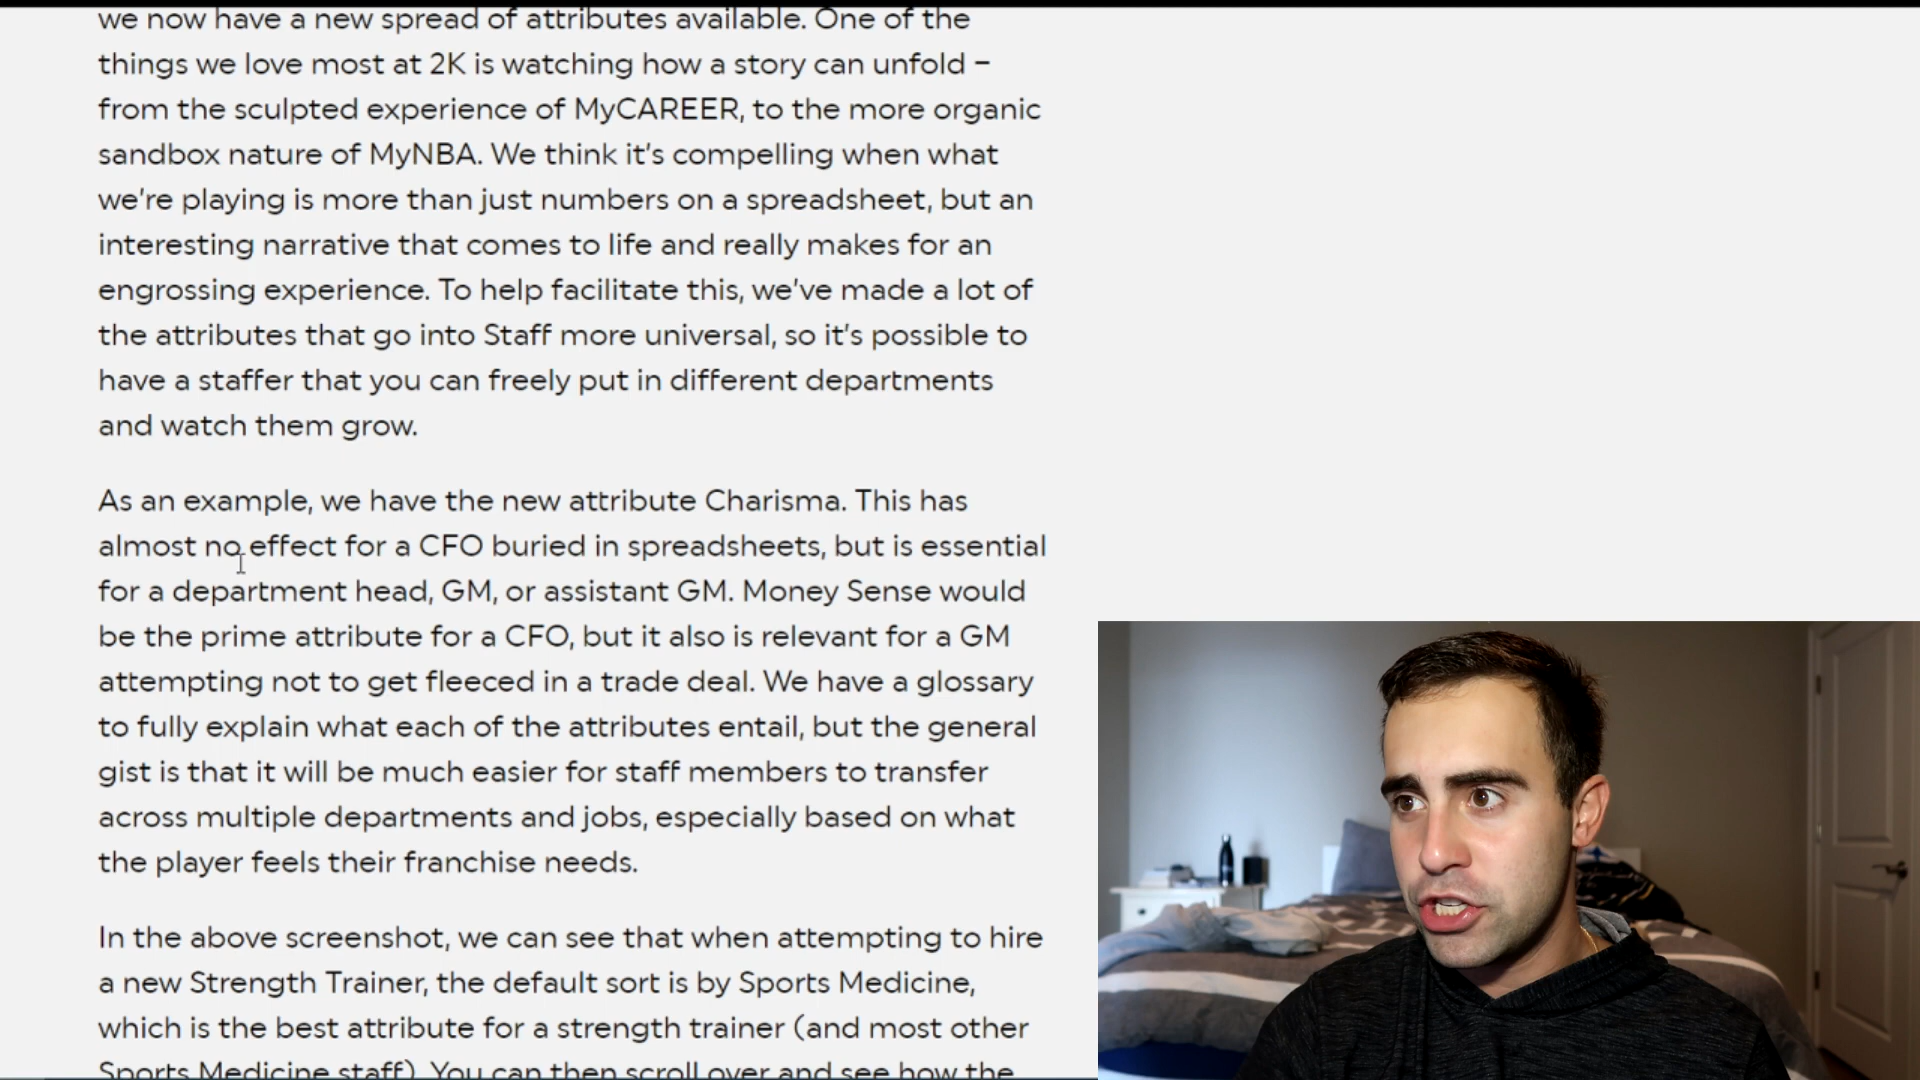 we now have a new spread of attributes available. One of the
things we love most at 2K is watching how a story can unfold –
from the sculpted experience of MyCAREER, to the more organic
sandbox nature of MyNBA. We think it’s compelling when what
we’re playing is more than just numbers on a spreadsheet, but an
interesting narrative that comes to life and really makes for an
engrossing experience. To help facilitate this, we’ve made a lot of
the attributes that go into Staff more universal, so it’s possible to
have a staffer that you can freely put in different departments
and watch them grow.
As an example, we have the new attribute Charisma. This has
almost no effect for a CFO buried in spreadsheets, but is essential
for a department head, GM, or assistant GM. Money Sense would
be the prime attribute for a CFO, but it also is relevant for a GM
attempting not to get fleeced in a trade deal. We have a glossary
to fully explain what each of the attributes entail, but the general
gist is that it will be much easier for staff members to transfer
across multiple departments and jobs, especially based on what
the player feels their franchise needs.
In the above screenshot, we can see that when attempting to hire
a new Strength Trainer, the default sort is by Sports Medicine,
which is the best attribute for a strength trainer (and most other
Sports Medicine staff). You can then scroll over and see how the